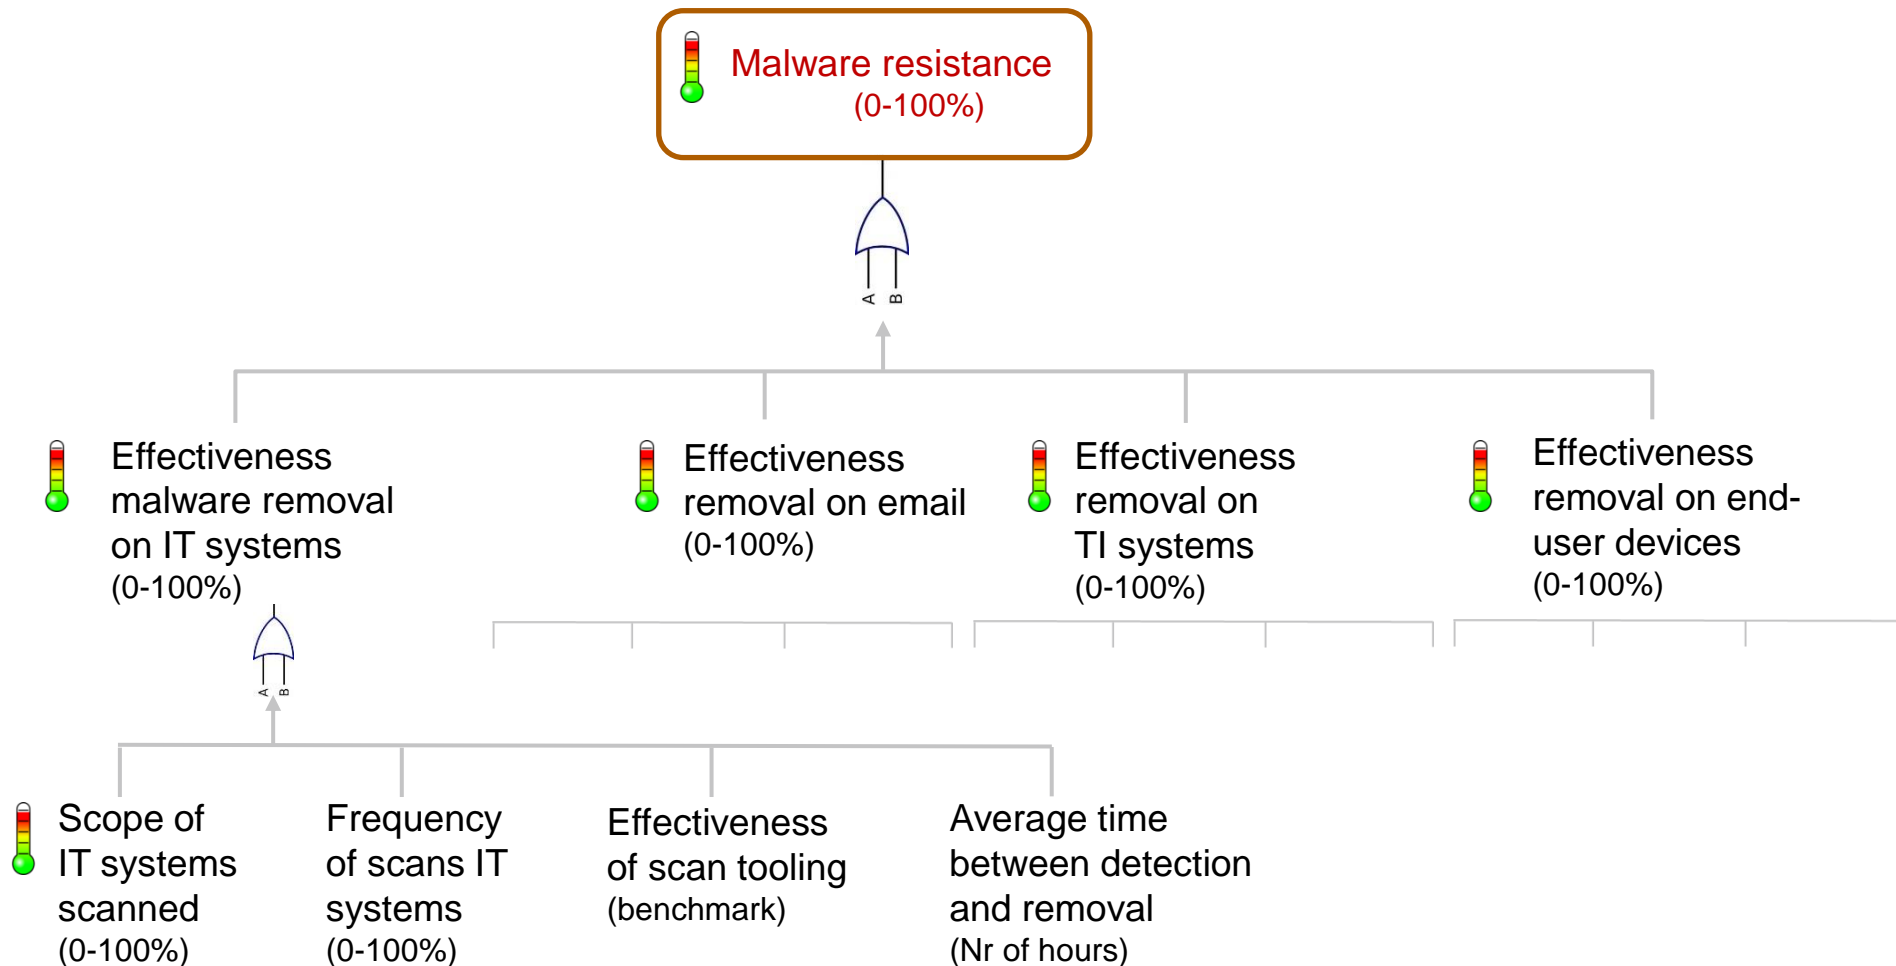 Malware resistance
(0-100%)
A B
Effectiveness
malware removal
on IT systems
(0-100%)
Effectiveness
removal on email
(0-100%)
Effectiveness
removal on
TI systems
(0-100%)
Effectiveness
removal on end-
user devices
(0-100%)
A B
Scope of
IT systems
scanned
(0-100%)
Frequency
of scans IT
systems
(0-100%)
Effectiveness
of scan tooling
(benchmark)
Average time
between detection
and removal
(Nr of hours)